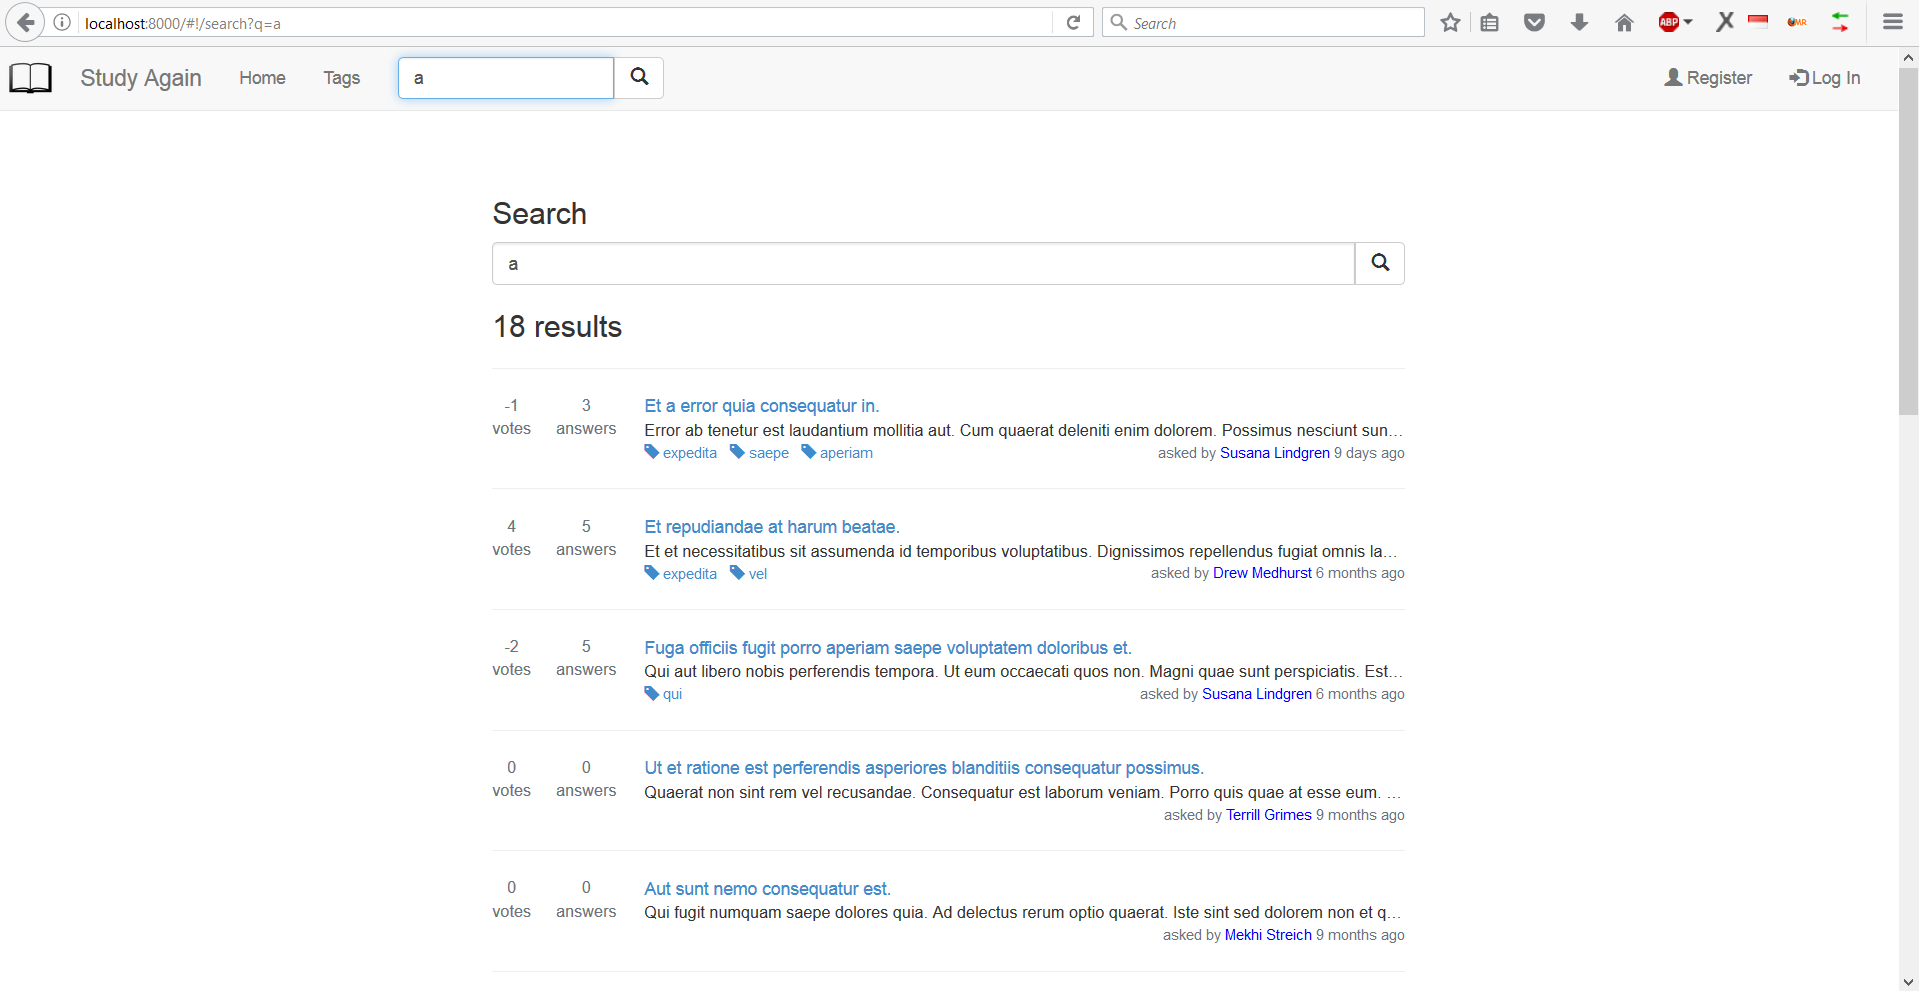 localhost:8000/#!/search?q=a
Search
ABP
MR
Study Again Home Tags a Register Log In
Search
a
18 results
-1 votes
3 answers
Et a error quia consequatur in.
Error ab tenetur est laudantium mollitia aut. Cum quaerat deleniti enim dolorem. Possimus nesciunt sun...
expedita saepe aperiam asked by Susana Lindgren 9 days ago
4 votes
5 answers
Et repudiandae at harum beatae.
Et et necessitatibus sit assumenda id temporibus voluptatibus. Dignissimos repellendus fugiat omnis la...
expedita vel asked by Drew Medhurst 6 months ago
-2 votes
5 answers
Fuga officiis fugit porro aperiam saepe voluptatem doloribus et.
Qui aut libero nobis perferendis tempora. Ut eum occaecati quos non. Magni quae sunt perspiciatis. Est...
qui asked by Susana Lindgren 6 months ago
0 votes
0 answers
Ut et ratione est perferendis asperiores blanditiis consequatur possimus.
Quaerat non sint rem vel recusandae. Consequatur est laborum veniam. Porro quis quae at esse eum. ...
asked by Terrill Grimes 9 months ago
0 votes
0 answers
Aut sunt nemo consequatur est.
Qui fugit numquam saepe dolores quia. Ad delectus rerum optio quaerat. Iste sint sed dolorem non et q...
asked by Mekhi Streich 9 months ago